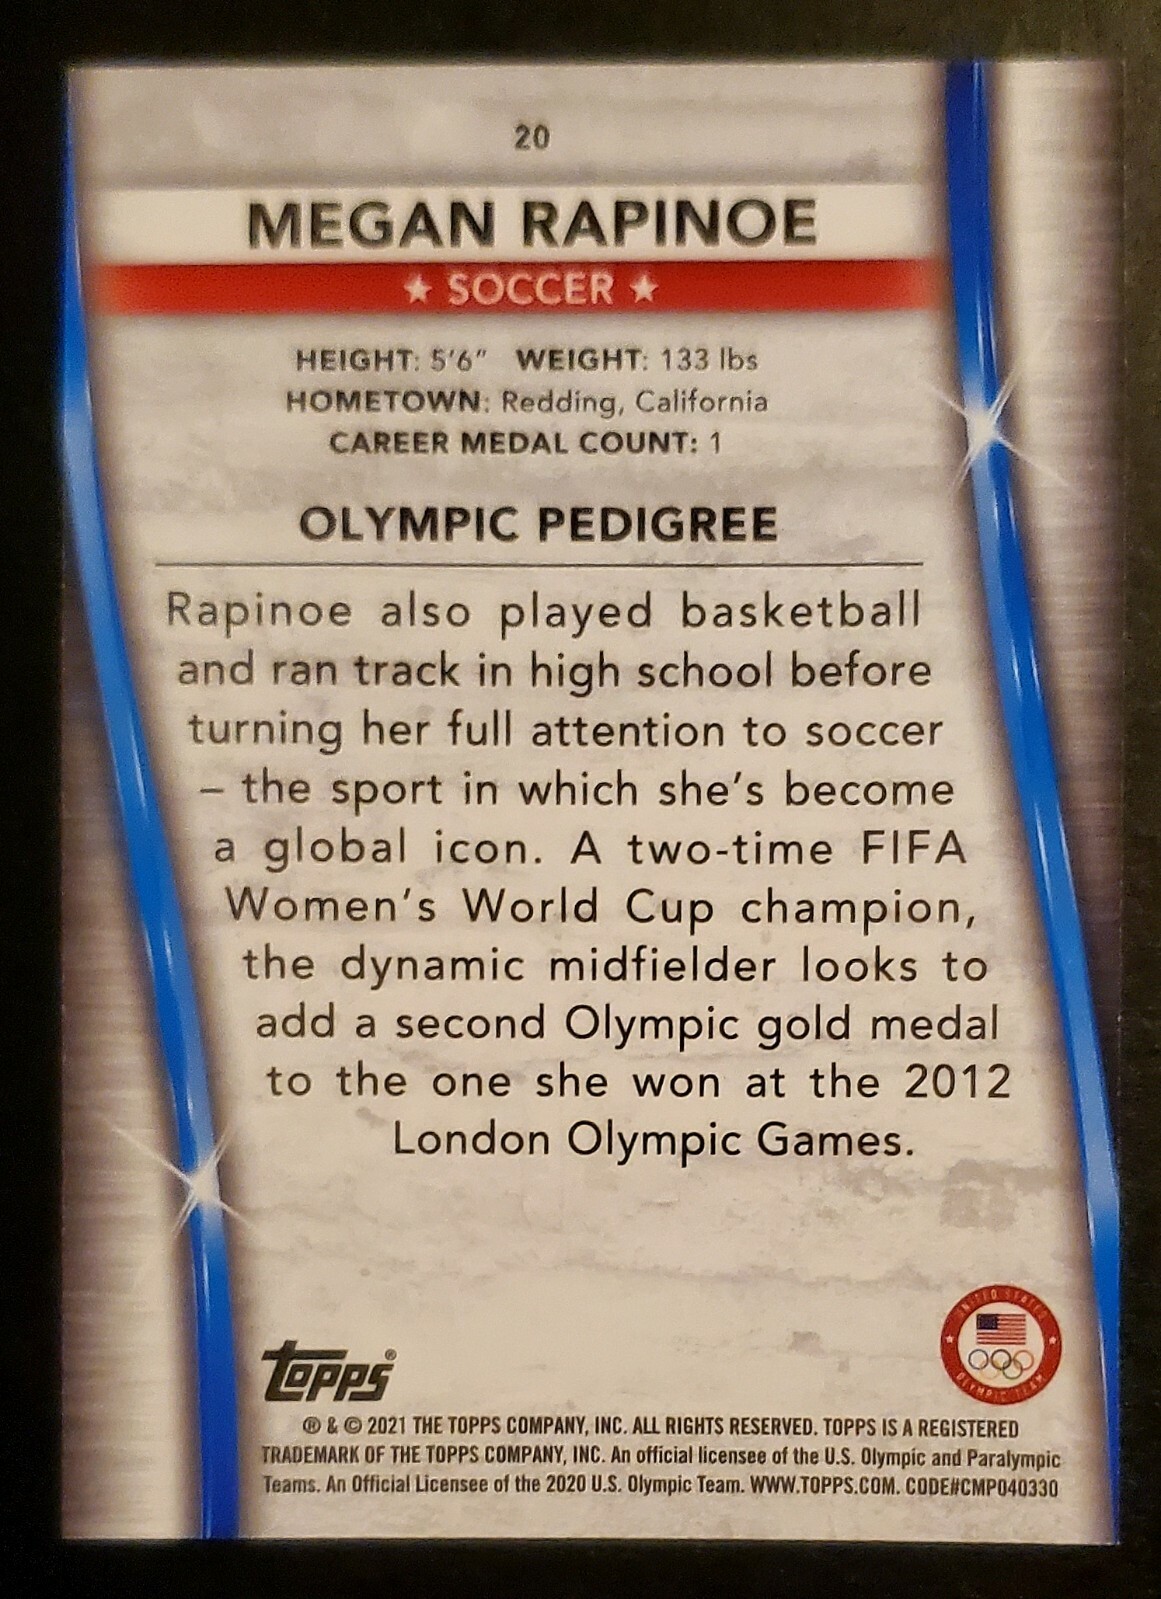 20
MEGAN RAPINOE
★ SOCCER ★
HEIGHT: 5'6" WEIGHT: 133 lbs
HOMETOWN: Redding, California
CAREER MEDAL COUNT: 1
OLYMPIC PEDIGREE
Rapinoe also played basketball
and ran track in high school before
turning her full attention to soccer
– the sport in which she's become
a global icon. A two-time FIFA
Women's World Cup champion,
the dynamic midfielder looks to
add a second Olympic gold medal
to the one she won at the 2012
London Olympic Games.
UNITED STATES
OLYMPIC TEAM
Topps®
® & © 2021 THE TOPPS COMPANY, INC. ALL RIGHTS RESERVED. TOPPS IS A REGISTERED
TRADEMARK OF THE TOPPS COMPANY, INC. An official licensee of the U.S. Olympic and Paralympic
Teams. An Official Licensee of the 2020 U.S. Olympic Team. WWW.TOPPS.COM. CODE#CMP040330